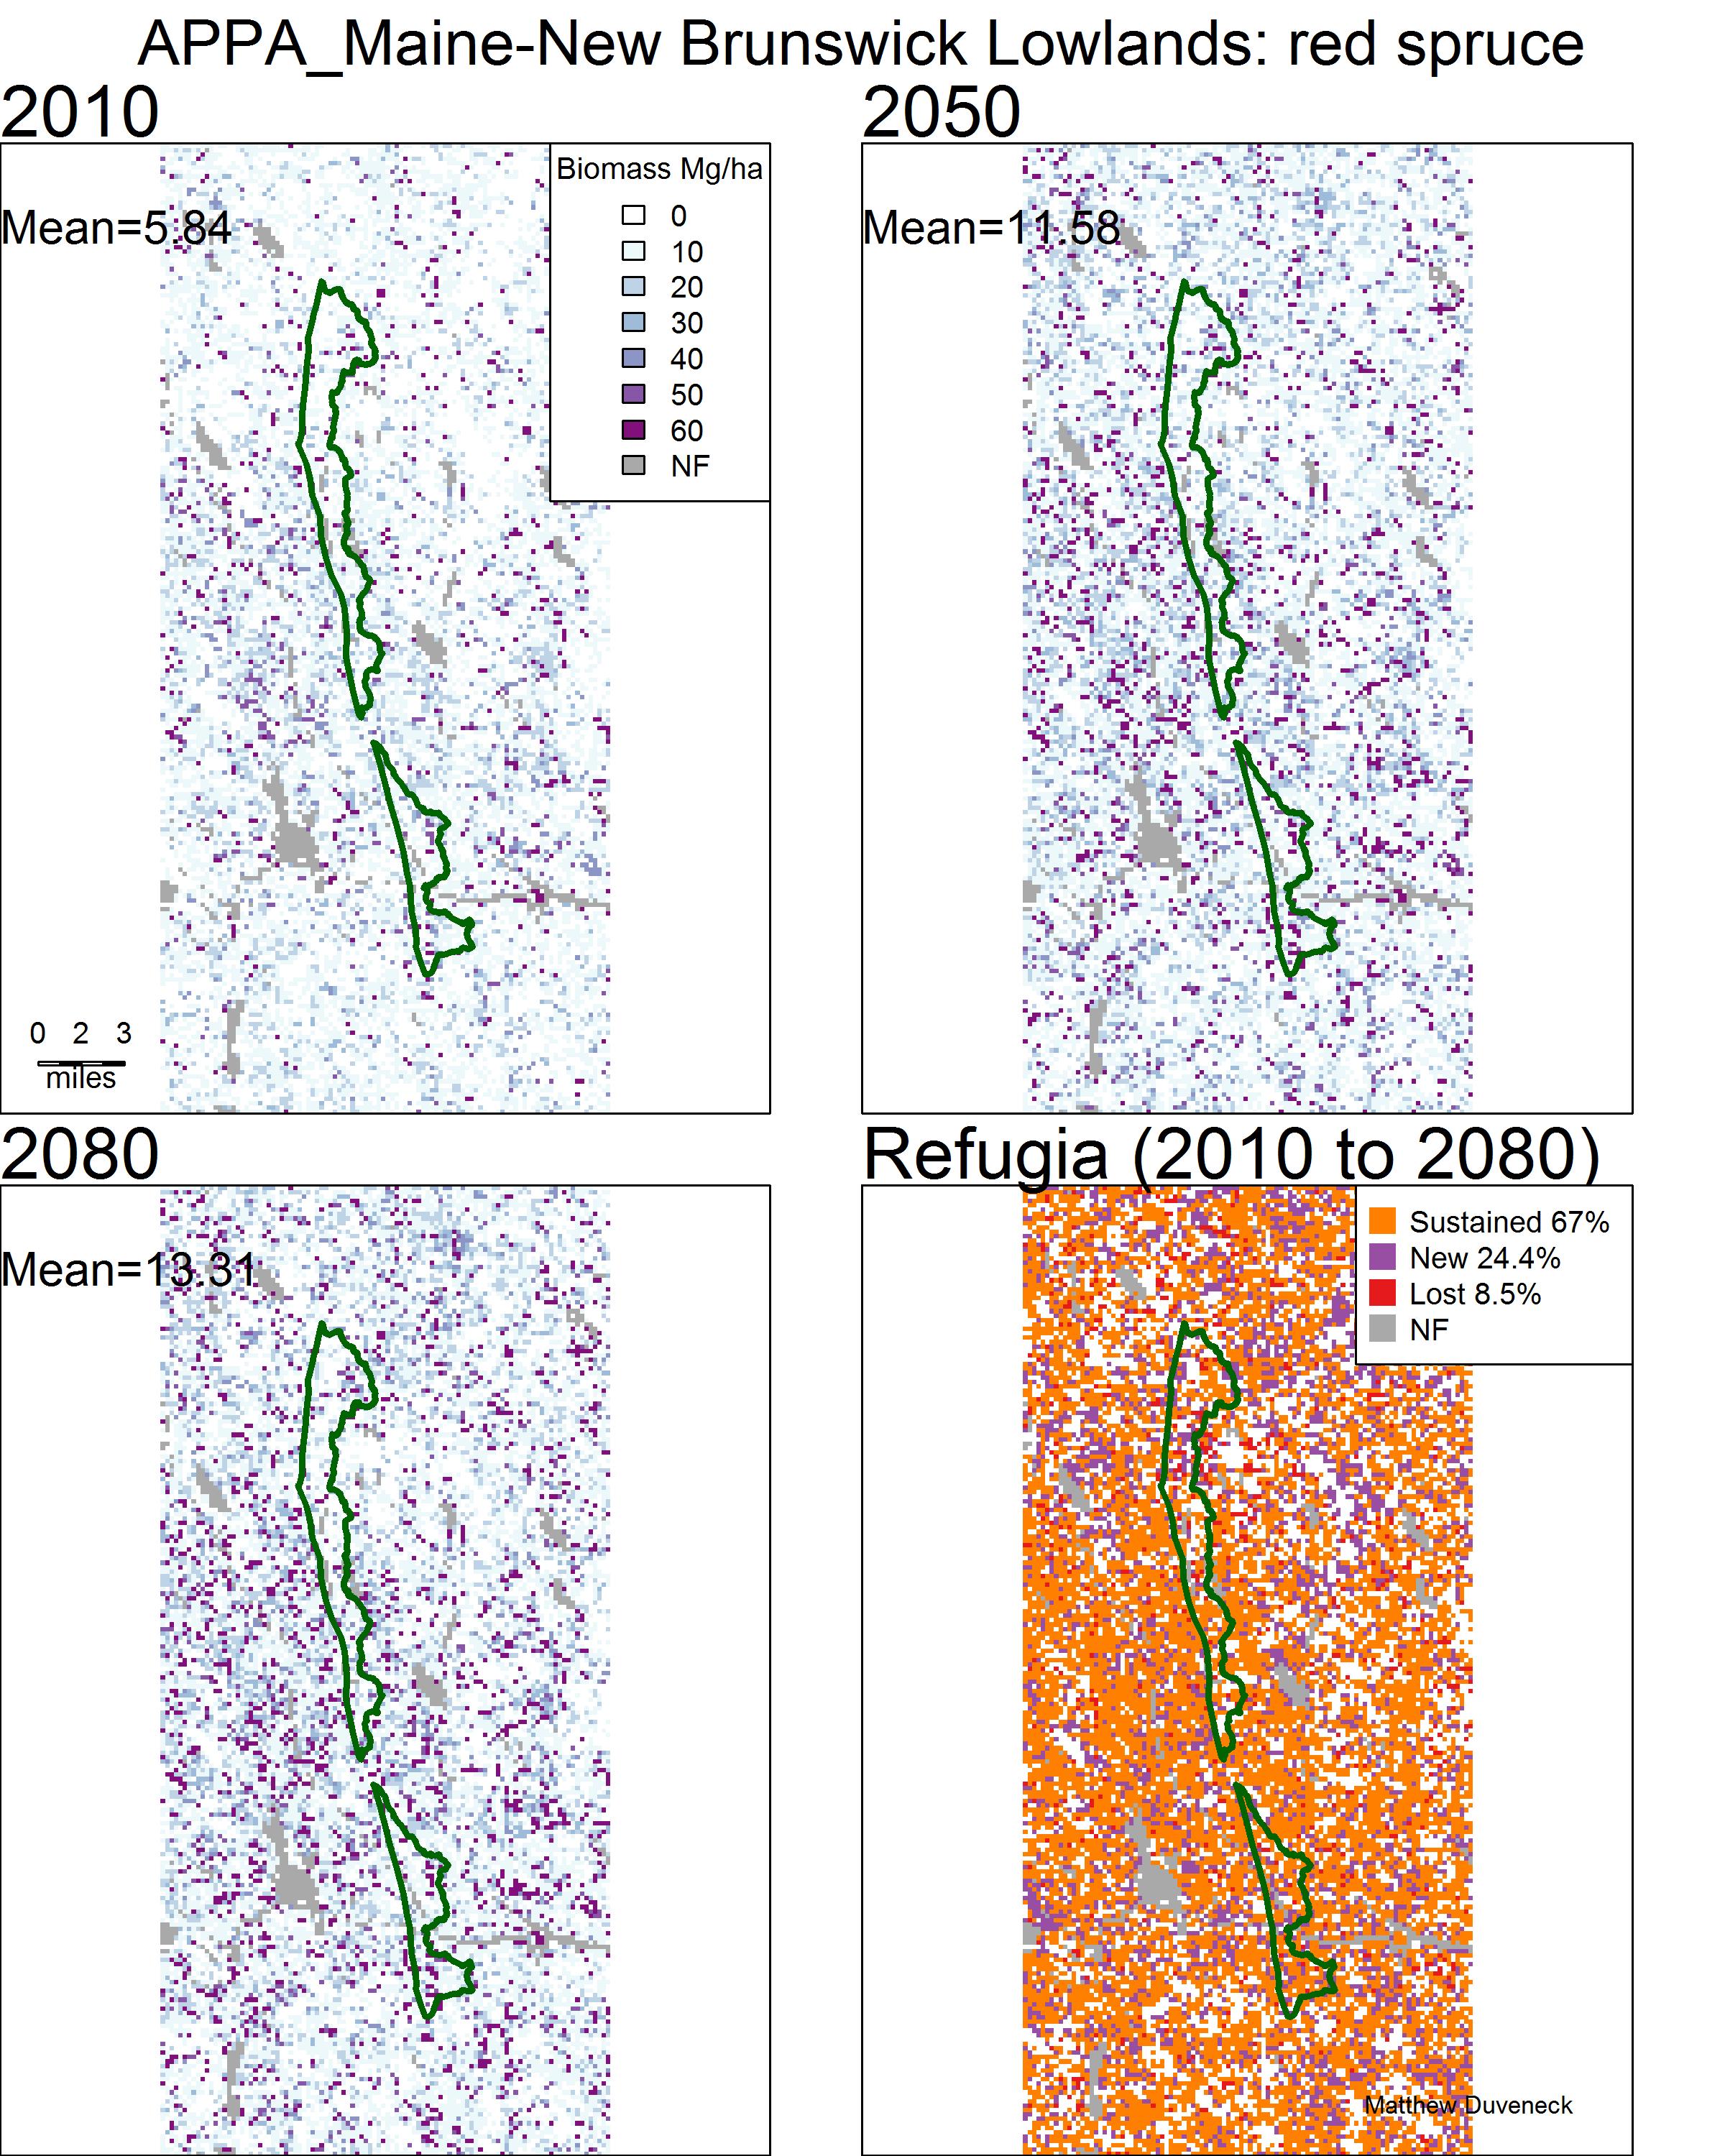 APPA_Maine-New Brunswick Lowlands: red spruce
2010
Mean=5.84
Biomass Mg/ha
0
10
20
30
40
50
60
NF
0 2 3
miles
2050
Mean=11.58
2080
Mean=13.31
Refugia (2010 to 2080)
Sustained 67%
New 24.4%
Lost 8.5%
NF
Matthew Duveneck